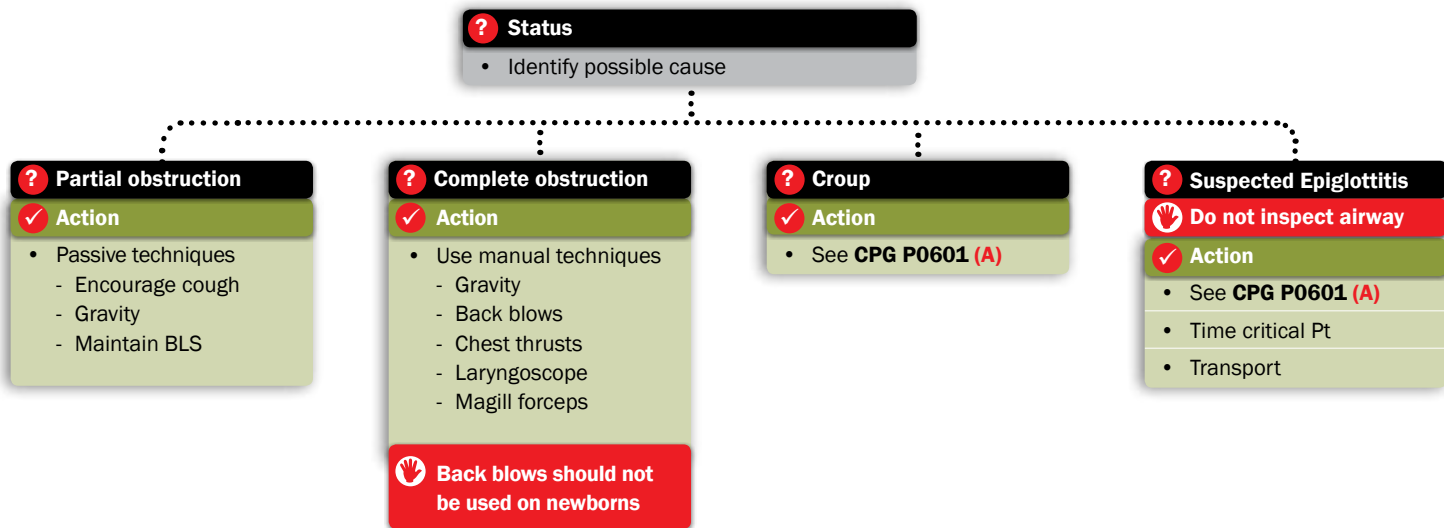 ? Status
• Identify possible cause
? Partial obstruction
✓ Action
• Passive techniques
- Encourage cough
- Gravity
- Maintain BLS
? Complete obstruction
✓ Action
• Use manual techniques
- Gravity
- Back blows
- Chest thrusts
- Laryngoscope
- Magill forceps
Back blows should not
be used on newborns
? Croup
✓ Action
• See CPG P0601 (A)
? Suspected Epiglottitis
Do not inspect airway
✓ Action
• See CPG P0601 (A)
• Time critical Pt
• Transport